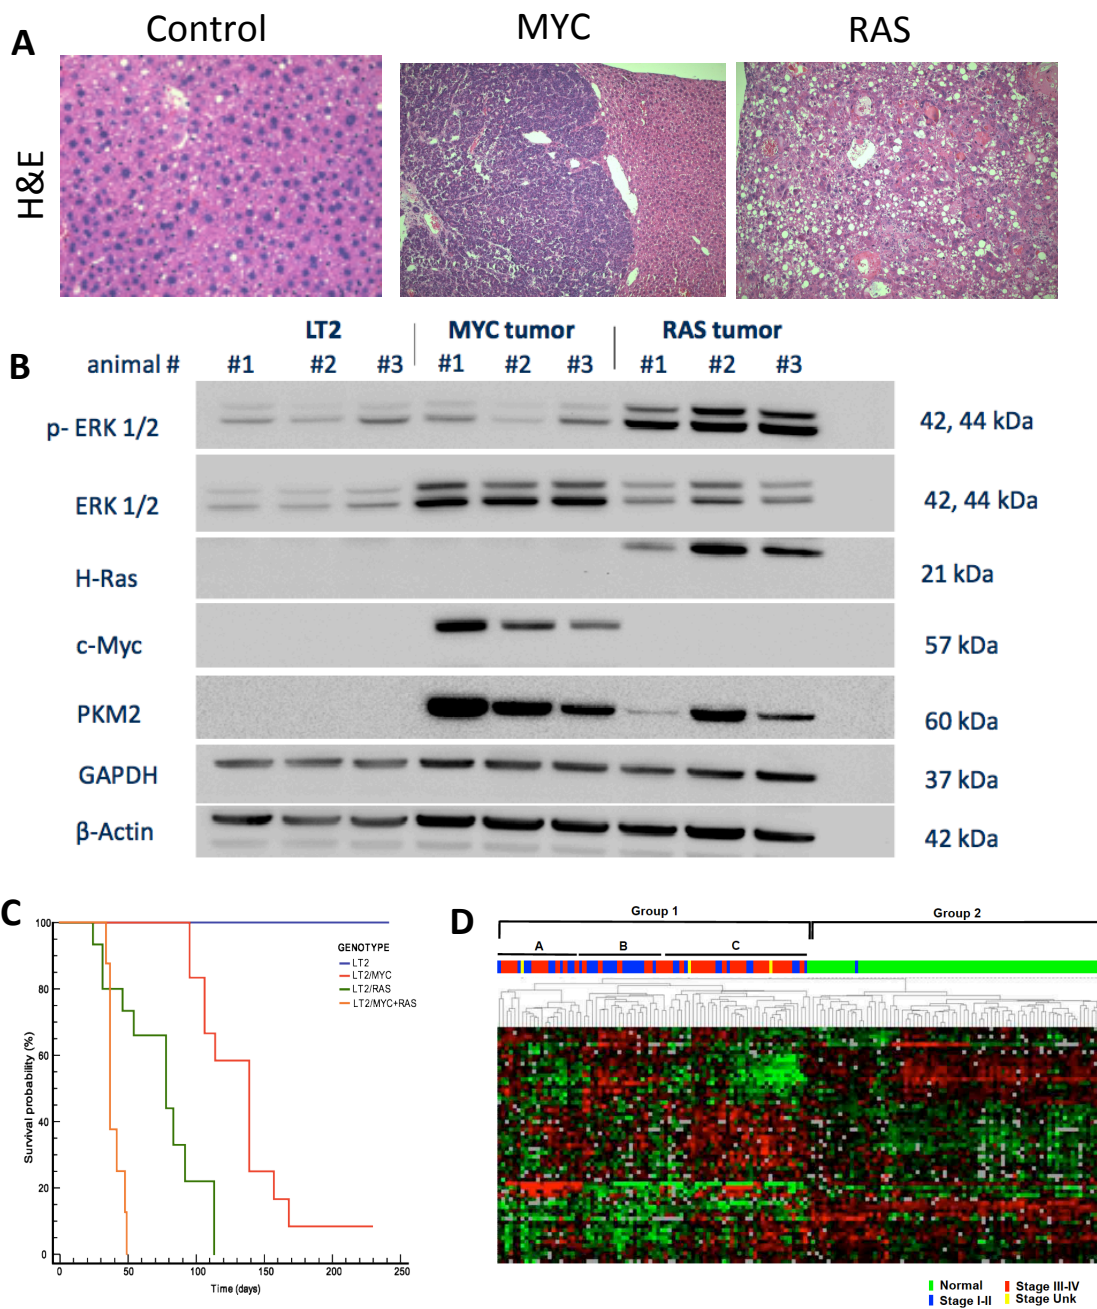 A
Control
MYC
RAS
H&E
B
LT2
MYC tumor
RAS tumor
animal #
#1
#2
#3
#1
#2
#3
#1
#2
#3
p- ERK 1/2
42, 44 kDa
ERK 1/2
42, 44 kDa
H-Ras
21 kDa
c-Myc
57 kDa
PKM2
60 kDa
GAPDH
37 kDa
β-Actin
42 kDa
C
Survival probability (%)
100
80
60
40
20
0
0
50
100
150
200
250
Time (days)
GENOTYPE
LT2
LT2/MYC
LT2/RAS
LT2/MYC+RAS
D
Group 1
Group 2
A
B
C
Normal
Stage III-IV
Stage I-II
Stage Unk